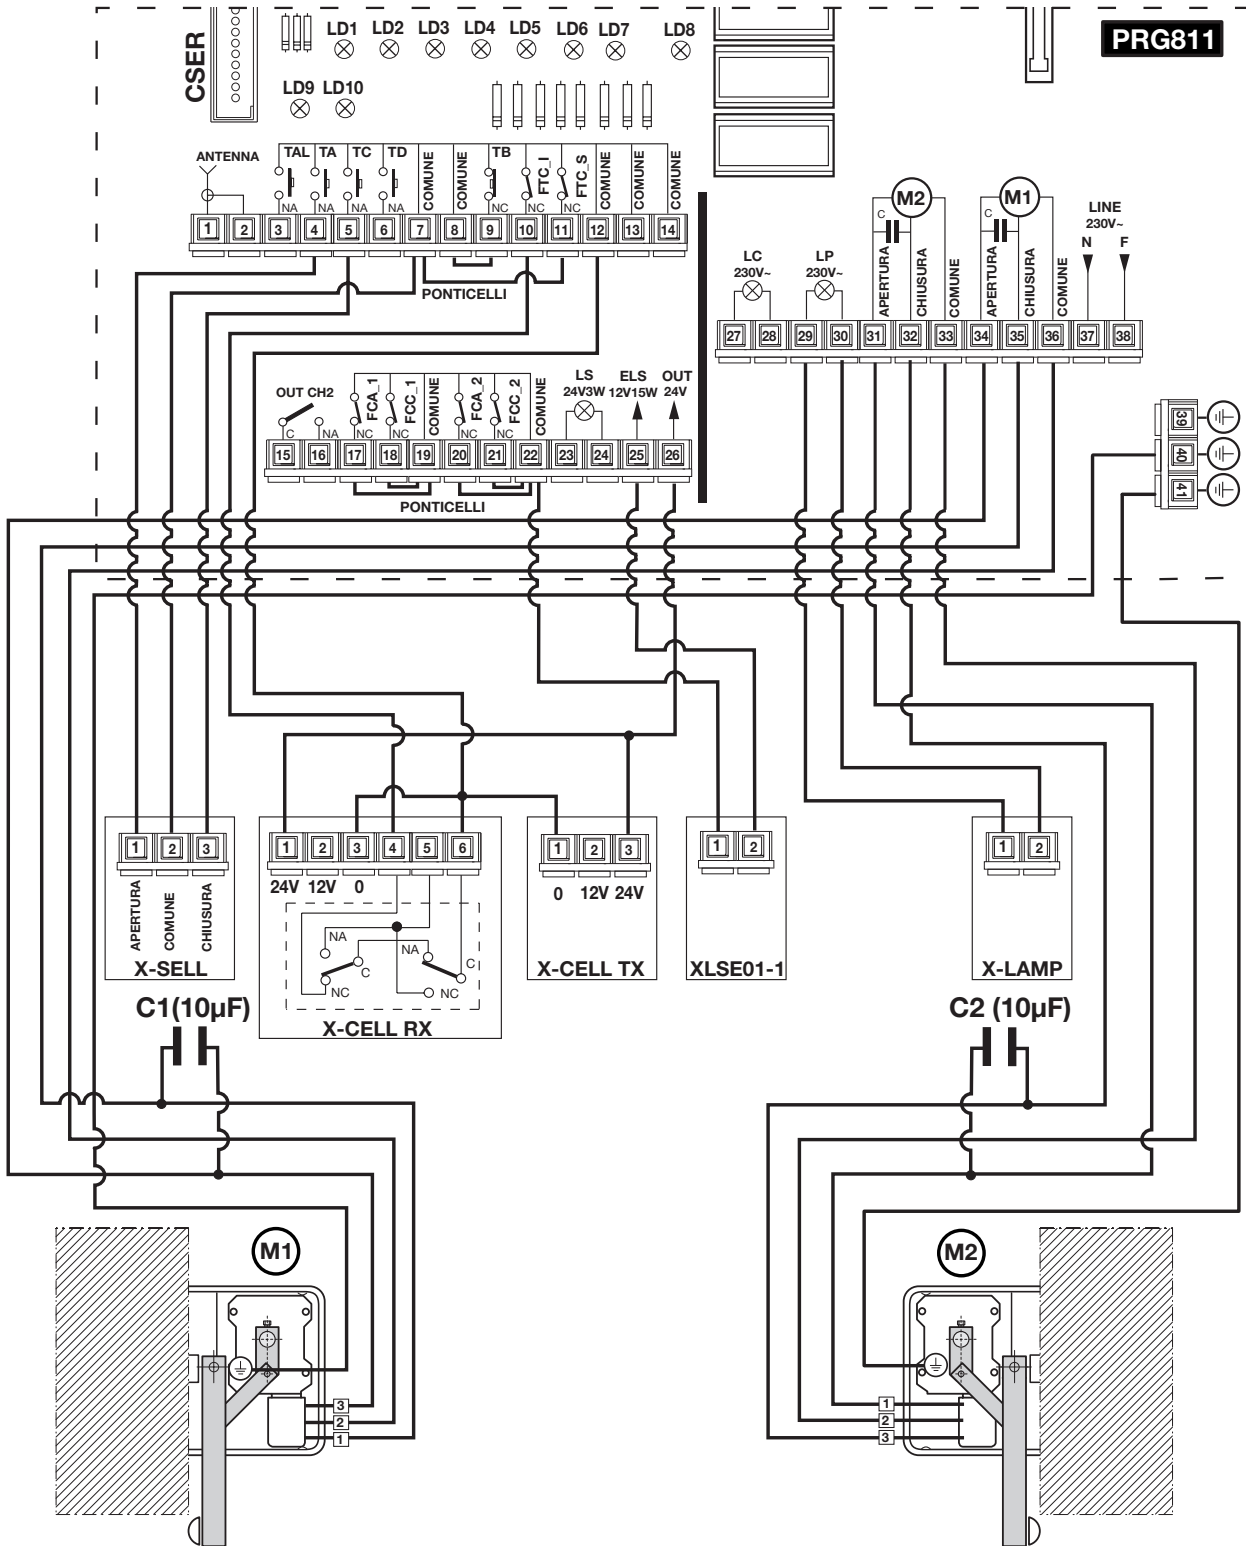 PRG811
CSER
LD1 LD2 LD3 LD4 LD5 LD6 LD7 LD8
LD9 LD10
ANTENNA
TAL TA TC TD COMUNE COMUNE TB FTC_I FTC_S COMUNE COMUNE COMUNE
NA NA NA NA NC NC NC
1 2 3 4 5 6 7 8 9 10 11 12 13 14
PONTICELLI
M2 M1
LINE
230V~
N F
LC
230V~
LP
230V~
C APERTURA CHIUSURA COMUNE C APERTURA CHIUSURA COMUNE
27 28 29 30 31 32 33 34 35 36 37 38
OUT CH2
C NA
FCA_1 FCC_1 COMUNE FCA_2 FCC_2 COMUNE
NC NC NC NC
LS
24V3W
ELS
12V15W
OUT
24V
15 16 17 18 19 20 21 22 23 24 25 26
PONTICELLI
39
40
41
1 2 3
APERTURA COMUNE CHIUSURA
X-SELL
1 2 3 4 5 6
24V 12V 0
NA C NC
NA C NC
X-CELL RX
1 2 3
0 12V 24V
X-CELL TX
1 2
XLSE01-1
1 2
X-LAMP
C1(10µF)
C2 (10µF)
M1
M2
3
2
1
1
2
3